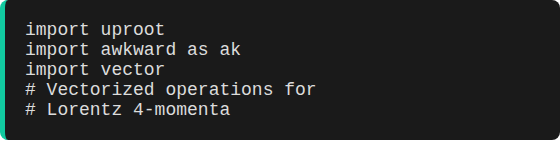 import uproot
import awkward as ak
import vector
# Vectorized operations for
# Lorentz 4-momenta